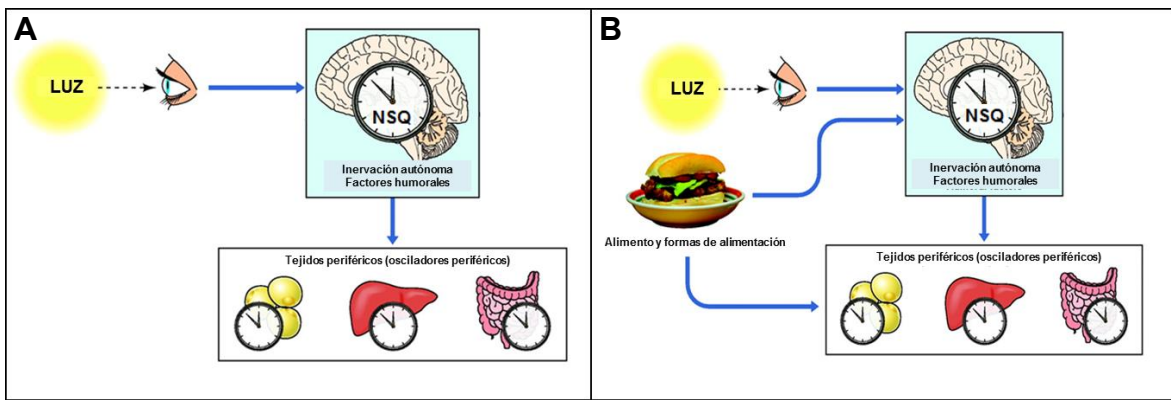 A
LUZ
NSQ
Inervación autónoma
Factores humorales
Tejidos periféricos (osciladores periféricos)
B
LUZ
NSQ
Inervación autónoma
Factores humorales
Alimento y formas de alimentación
Tejidos periféricos (osciladores periféricos)